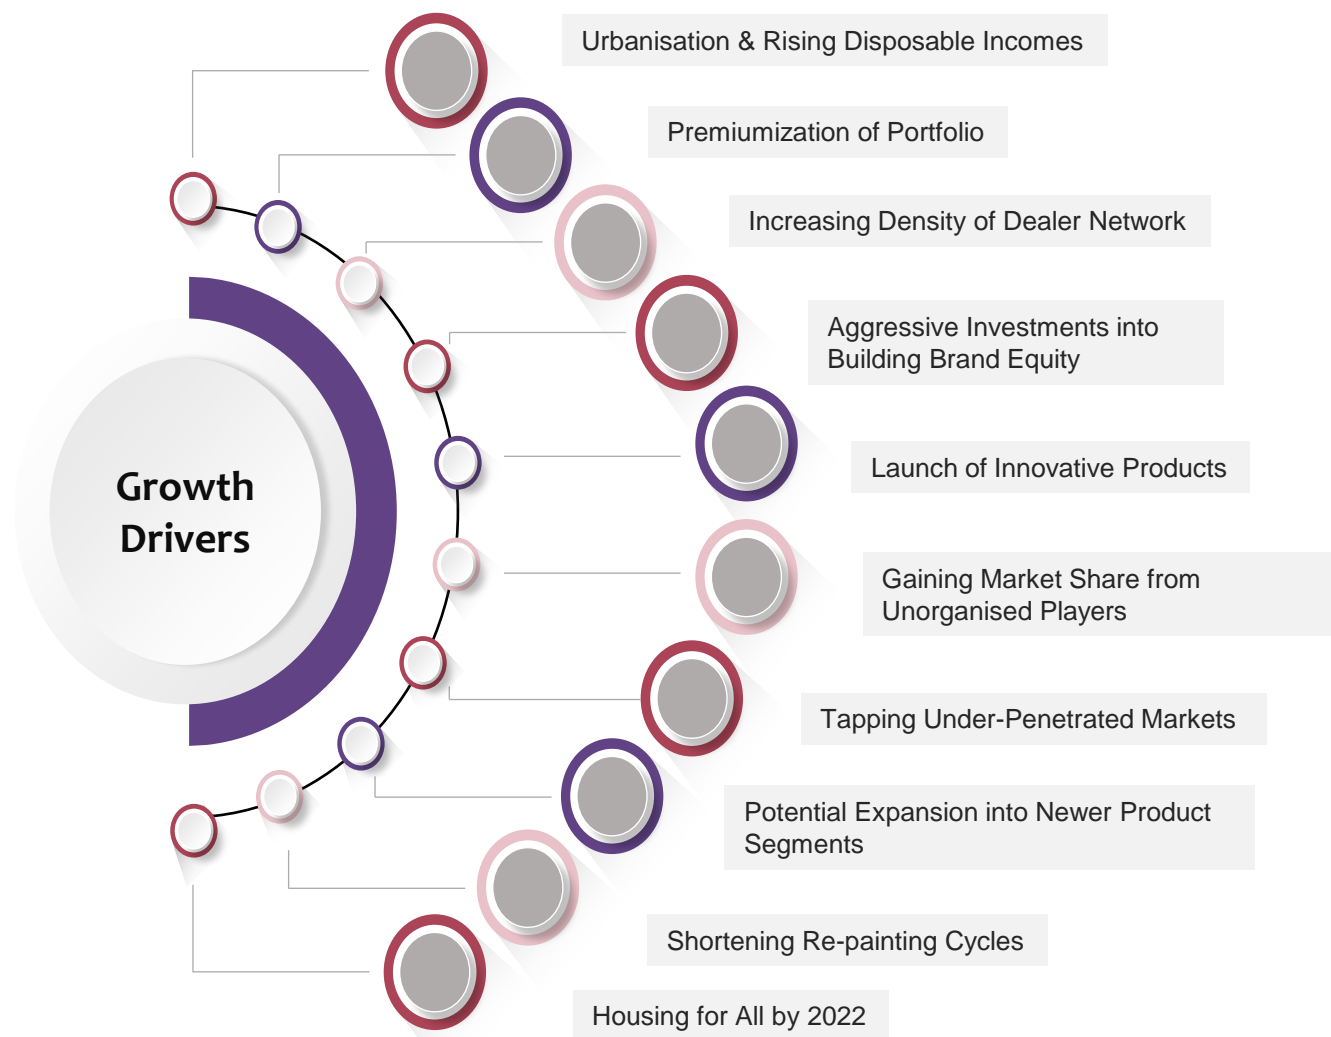 Urbanisation & Rising Disposable Incomes
Premiumization of Portfolio
Increasing Density of Dealer Network
Aggressive Investments into
Building Brand Equity
Launch of Innovative Products
Growth
Drivers
Gaining Market Share from
Unorganised Players
Tapping Under-Penetrated Markets
Potential Expansion into Newer Product
Segments
Shortening Re-painting Cycles
Housing for All by 2022